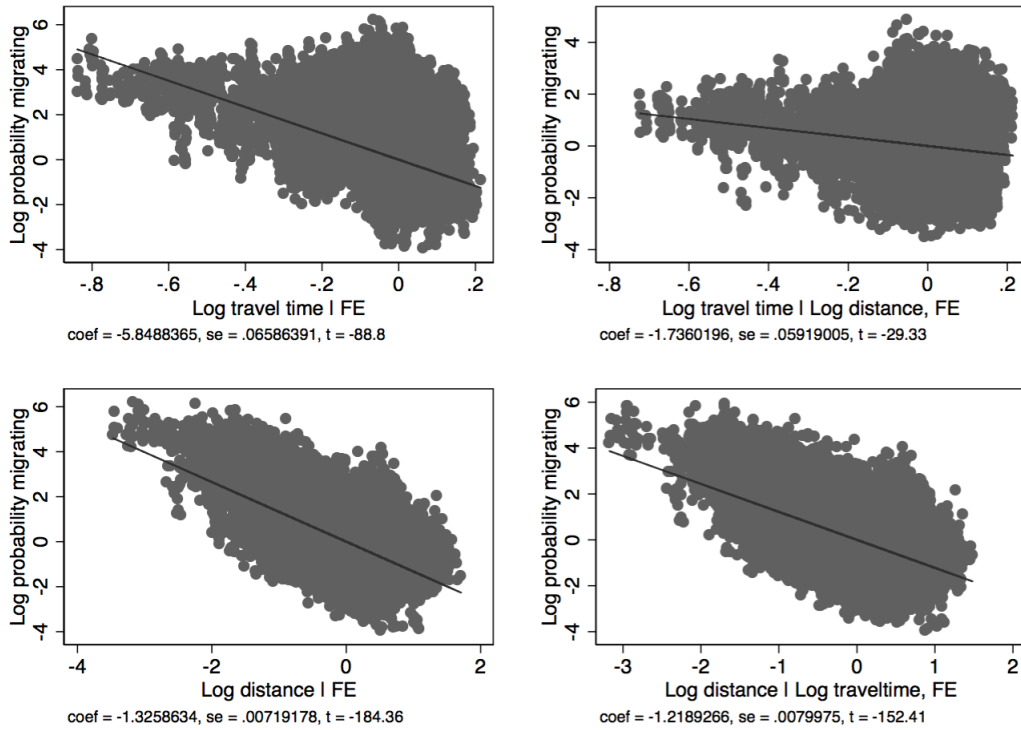 Log probability migrating
6
4
2
0
-2
-4
-.8 -.6 -.4 -.2 0 .2
Log travel time | FE
coef = -5.8488365, se = .06586391, t = -88.8
Log probability migrating
4
2
0
-2
-4
-.8 -.6 -.4 -.2 0 .2
Log travel time | Log distance, FE
coef = -1.7360196, se = .05919005, t = -29.33
Log probability migrating
6
4
2
0
-2
-4
-4 -2 0 2
Log distance | FE
coef = -1.3258634, se = .00719178, t = -184.36
Log probability migrating
6
4
2
0
-2
-4
-3 -2 -1 0 1 2
Log distance | Log traveltime, FE
coef = -1.2189266, se = .0079975, t = -152.41